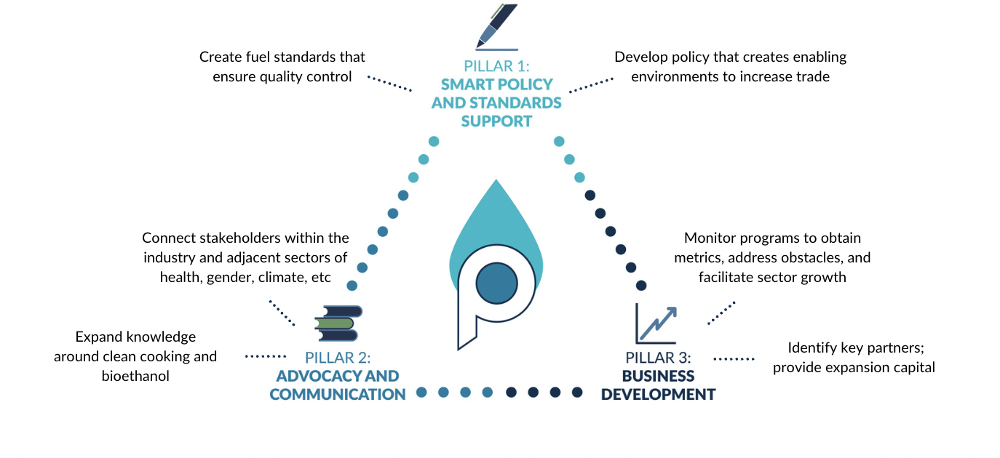 Create fuel standards that
ensure quality control
PILLAR 1:
SMART POLICY
AND STANDARDS
SUPPORT
Develop policy that creates enabling
environments to increase trade
Connect stakeholders within the
industry and adjacent sectors of
health, gender, climate, etc
Expand knowledge
around clean cooking and
bioethanol
PILLAR 2:
ADVOCACY AND
COMMUNICATION
Monitor programs to obtain
metrics, address obstacles, and
facilitate sector growth
PILLAR 3:
BUSINESS
DEVELOPMENT
Identify key partners;
provide expansion capital